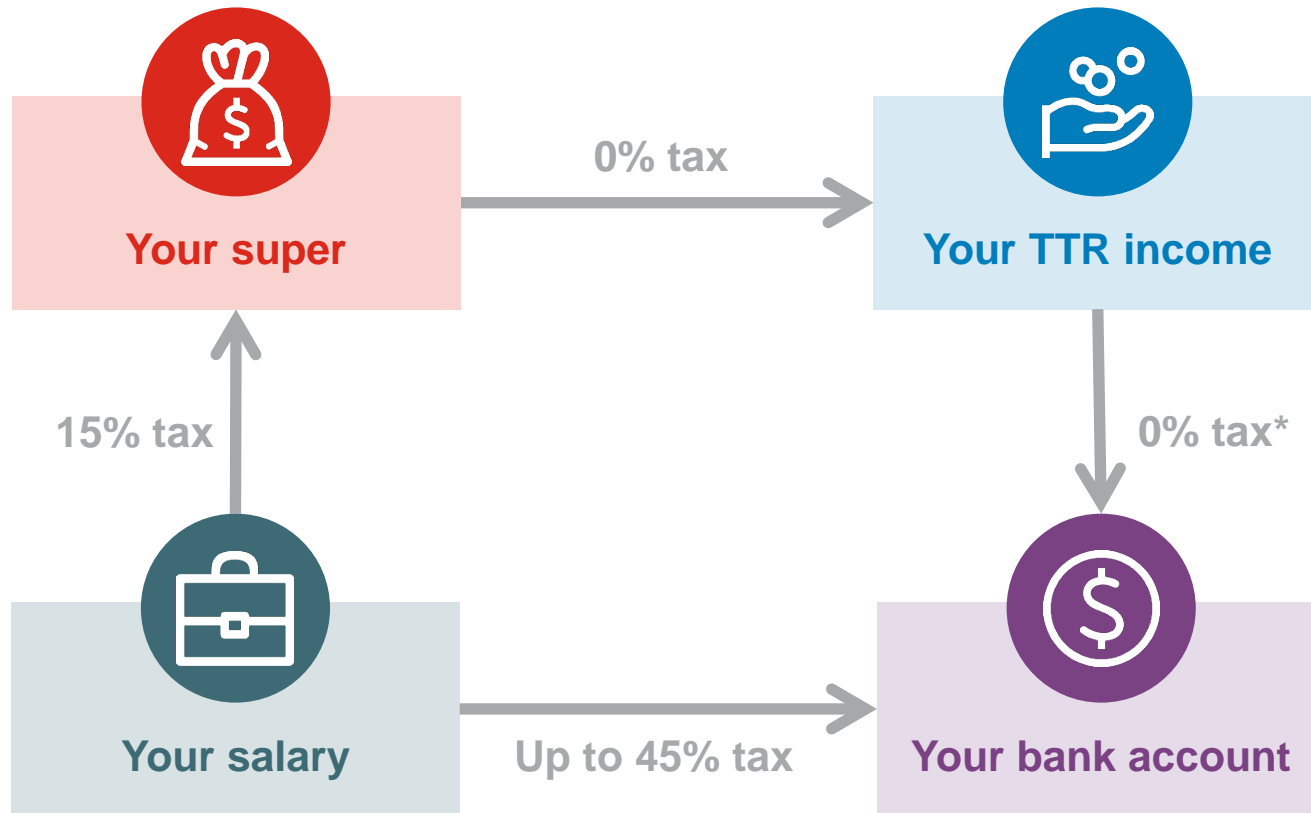 $
0% tax
Your super
Your TTR income
15% tax
0% tax*
$
Your salary
Up to 45% tax
Your bank account